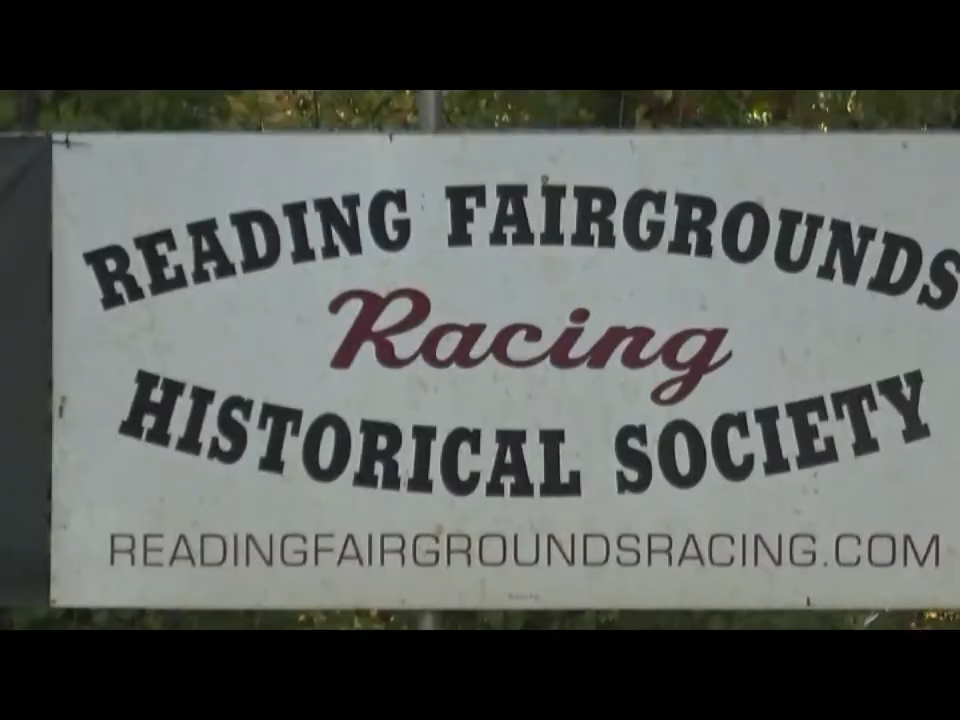 READING FAIRGROUNDS
Racing
HISTORICAL SOCIETY
READINGFAIRGROUNDSRACING.COM